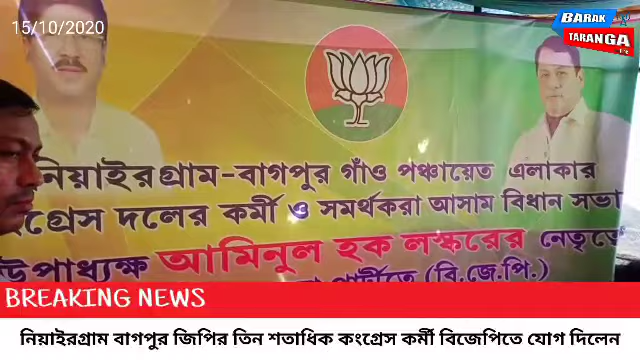 15/10/2020
BARAK
TARANGA
নিয়াইরগ্রাম-বাগপুর গাঁও পঞ্চায়েত এলাকার
দলের কর্মী ও সমর্থকরা আসাম বিধান সভা
উপাধ্যক্ষ আমিনুল হক লস্করের নেতৃত্বে
পার্টীতে (বি.জে.পি.)
BREAKING NEWS
নিয়াইরগ্রাম বাগপুর জিপির তিন শতাধিক কংগ্রেস কর্মী বিজেপিতে যোগ দিলেন